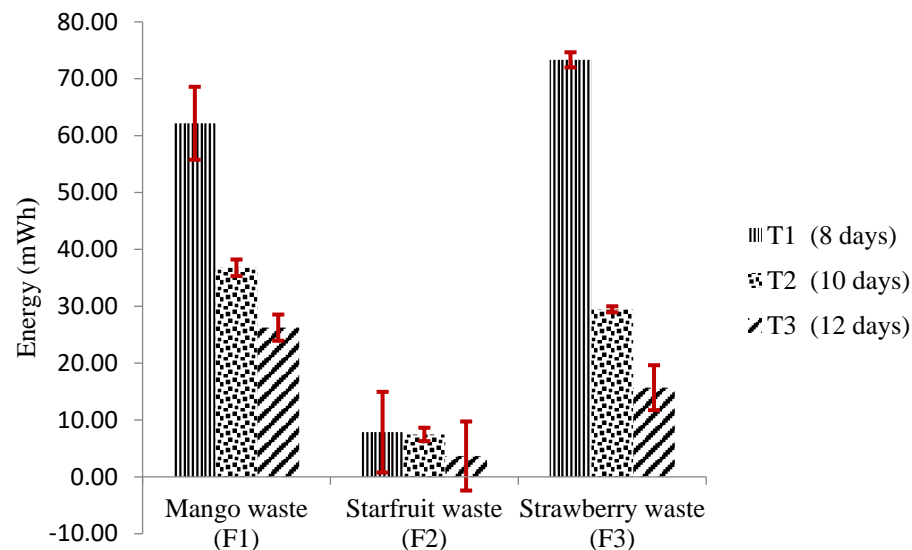 80.00
70.00
60.00
50.00
40.00
30.00
20.00
10.00
0.00
-10.00
Energy (mWh)
Mango waste
(F1)
Starfruit waste
(F2)
Strawberry waste
(F3)
T1 (8 days)
T2 (10 days)
T3 (12 days)